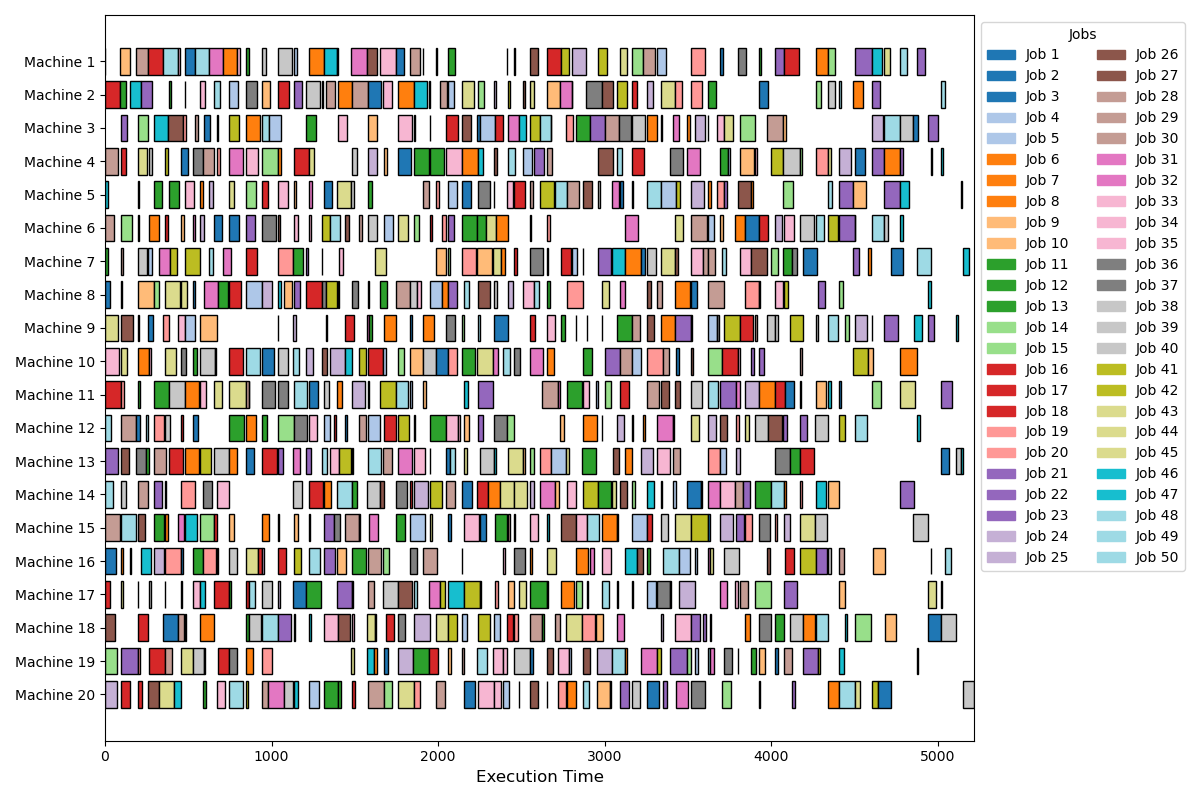 Machine 1
Machine 2
Machine 3
Machine 4
Machine 5
Machine 6
Machine 7
Machine 8
Machine 9
Machine 10
Machine 11
Machine 12
Machine 13
Machine 14
Machine 15
Machine 16
Machine 17
Machine 18
Machine 19
Machine 20
0 1000 2000 3000 4000 5000
Execution Time
Jobs
Job 1 Job 26
Job 2 Job 27
Job 3 Job 28
Job 4 Job 29
Job 5 Job 30
Job 6 Job 31
Job 7 Job 32
Job 8 Job 33
Job 9 Job 34
Job 10 Job 35
Job 11 Job 36
Job 12 Job 37
Job 13 Job 38
Job 14 Job 39
Job 15 Job 40
Job 16 Job 41
Job 17 Job 42
Job 18 Job 43
Job 19 Job 44
Job 20 Job 45
Job 21 Job 46
Job 22 Job 47
Job 23 Job 48
Job 24 Job 49
Job 25 Job 50